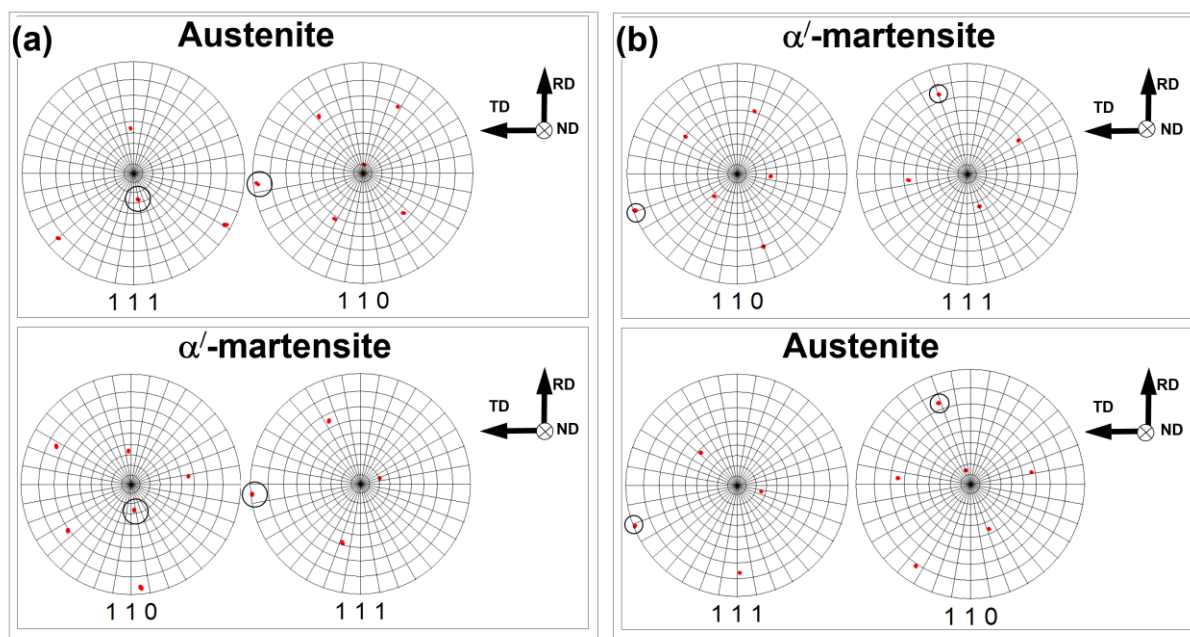 (a)
Austenite
RD
TD
ND
1 1 1
1 1 0
α′-martensite
RD
TD
ND
1 1 0
1 1 1
(b)
α′-martensite
RD
TD
ND
1 1 0
1 1 1
Austenite
RD
TD
ND
1 1 1
1 1 0